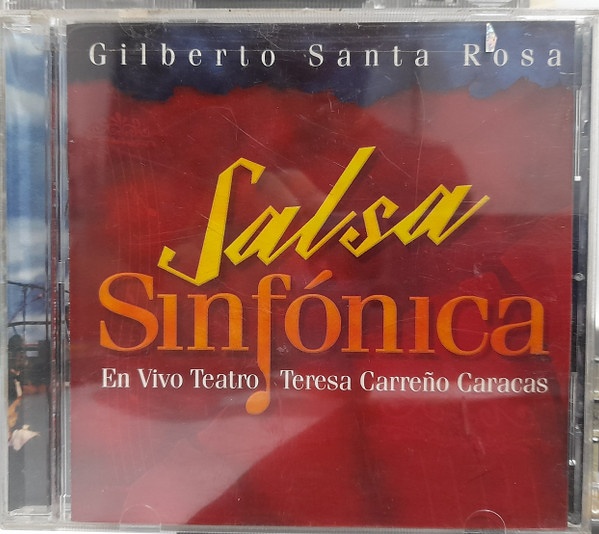 Gilberto Santa Rosa
Salsa
Sinfónica
En Vivo Teatro Teresa Carreño Caracas